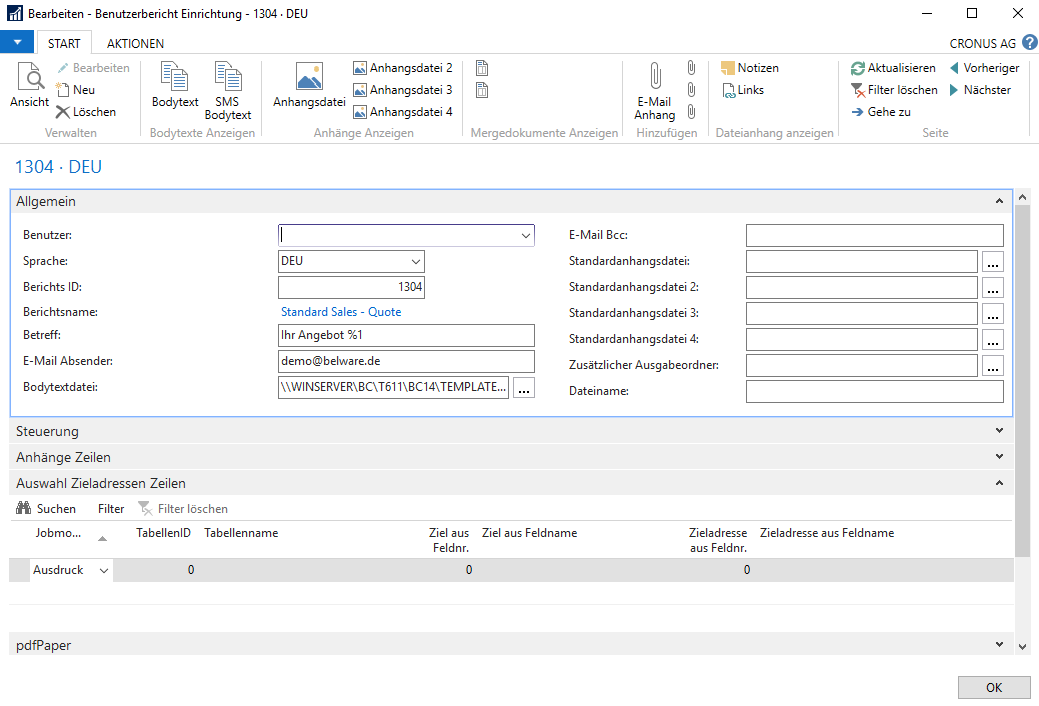 Bearbeiten - Benutzerbericht Einrichtung - 1304 · DEU
START AKTIONEN CRONUS AG ?
Ansicht
Bearbeiten
Neu
Löschen
Verwalten
Bodytext
SMS
Bodytext
Bodytexte Anzeigen
Anhangsdatei
Anhangsdatei 2
Anhangsdatei 3
Anhangsdatei 4
Anhänge Anzeigen
Mergedokumente Anzeigen
E-Mail
Anhang
Hinzufügen
Notizen
Links
Dateianhang anzeigen
Aktualisieren
Filter löschen
Gehe zu
Vorheriger
Nächster
Seite
1304 · DEU
Allgemein
Benutzer:
Sprache: DEU
Berichts ID: 1304
Berichtsname: Standard Sales - Quote
Betreff: Ihr Angebot %1
E-Mail Absender: demo@belware.de
Bodytextdatei: \\WINSERVER\BC\T611\BC14\TEMPLATE... ...
E-Mail Bcc:
Standardanhangsdatei: ...
Standardanhangsdatei 2: ...
Standardanhangsdatei 3: ...
Standardanhangsdatei 4: ...
Zusätzlicher Ausgabeordner: ...
Dateiname:
Steuerung
Anhänge Zeilen
Auswahl Zieladressen Zeilen
Suchen Filter Filter löschen
Jobmo... TabellenID Tabellenname Ziel aus Ziel aus Feldname Zieladresse Zieladresse aus Feldname
Feldnr. aus Feldnr.
Ausdruck 0 0 0
pdfPaper
OK